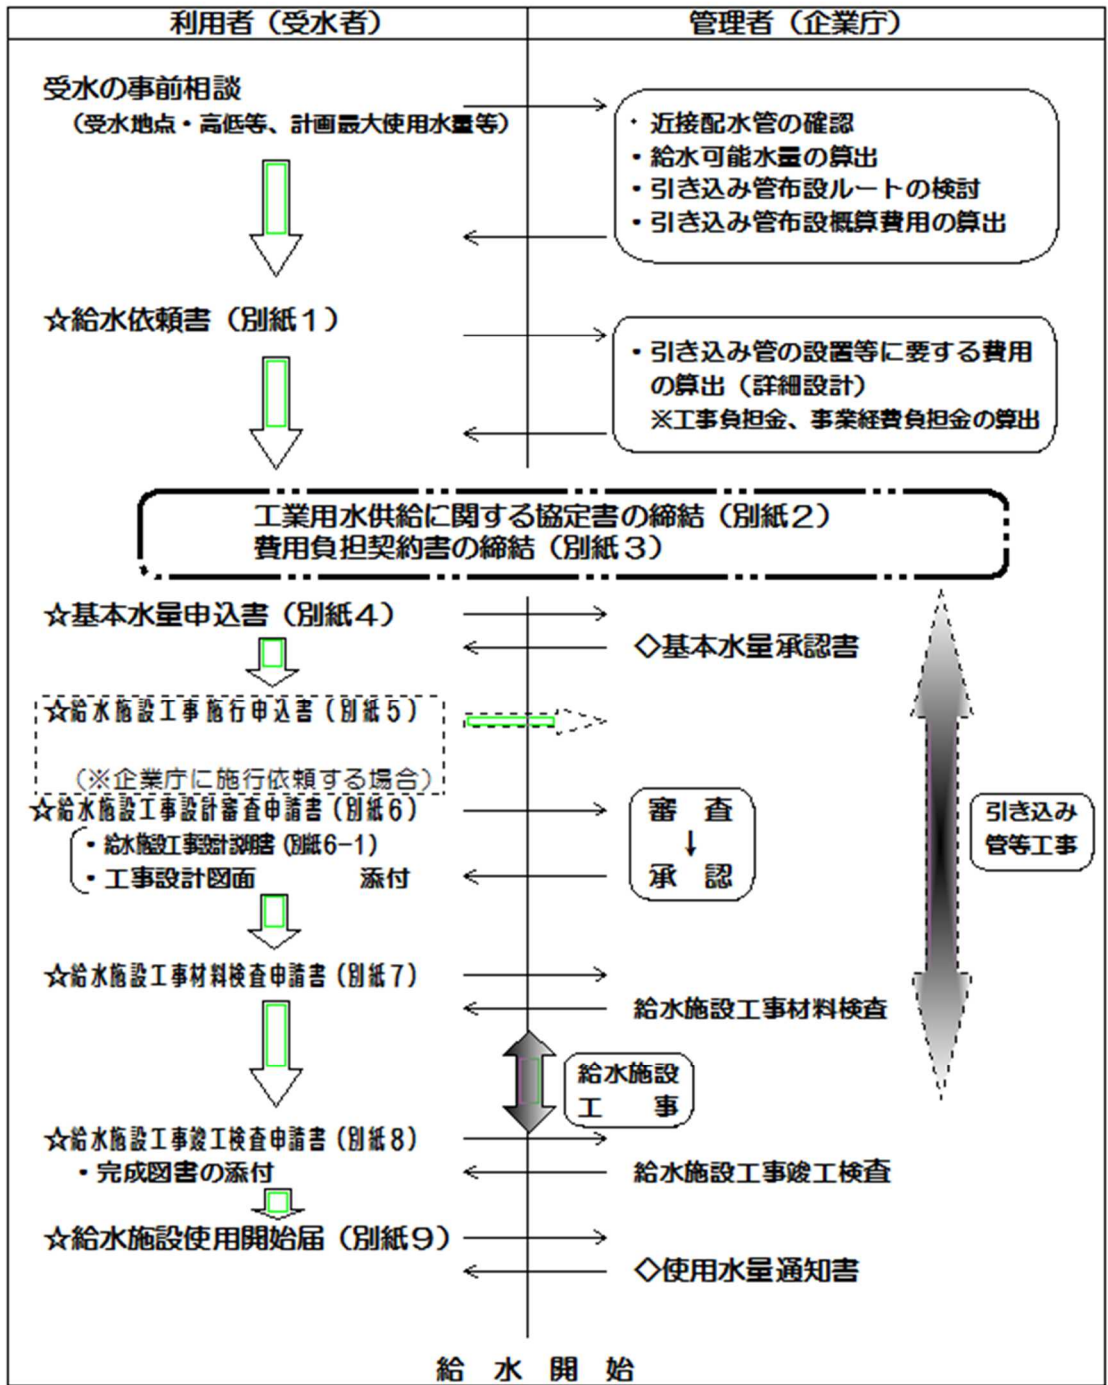 利用者（受水者）
管理者（企業庁）
受水の事前相談
（受水地点・高低等、計画最大使用水量等）
・近接配水管の確認
・給水可能水量の算出
・引き込み管布設ルートの検討
・引き込み管布設概算費用の算出
☆給水依頼書（別紙１）
・引き込み管の設置等に要する費用
の算出（詳細設計）
※工事負担金、事業経費負担金の算出
工業用水供給に関する協定書の締結（別紙２）
費用負担契約書の締結（別紙３）
☆基本水量申込書（別紙４）
◇基本水量承認書
☆給水施設工事施行申込書（別紙５）
（※企業庁に施行依頼する場合）
☆給水施設工事設計審査申請書（別紙６）
・給水施設工事設計説明書（別紙6-1）
・工事設計図面　　　添付
審　査
↓
承　認
引き込み
管等工事
☆給水施設工事材料検査申請書（別紙７）
給水施設工事材料検査
給水施設
工　　事
☆給水施設工事竣工検査申請書（別紙８）
・完成図書の添付
給水施設工事竣工検査
☆給水施設使用開始届（別紙９）
◇使用水量通知書
給　水　開　始